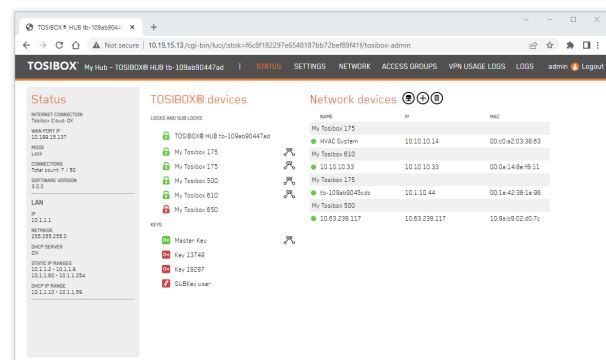 TOSIBOX® HUB tb-109ab9044
Not secure | 10.19.15.13/cgi-bin/luci/;stok=f6c8f182297e6548187bb72bef89f41f/tosibox-admin
TOSIBOX® My Hub - TOSIBOX® HUB tb-109ab90447ad | STATUS SETTINGS NETWORK ACCESS GROUPS VPN USAGE LOGS LOGS admin Logout
Status
INTERNET CONNECTION
Tosibox Cloud: OK
WAN PORT IP
10.199.15.137
MODE
Lock
CONNECTIONS
Total count: 7 / 50
SOFTWARE VERSION
3.0.0
LAN
IP
10.1.1.1
NETMASK
255.255.255.0
DHCP SERVER
ON
STATIC IP RANGES
10.1.1.2 - 10.1.1.9
10.1.1.60 - 10.1.1.254
DHCP IP RANGE
10.1.1.10 - 10.1.1.59
TOSIBOX® devices
LOCKS AND SUB LOCKS
TOSIBOX® HUB tb-109ab90447ad
My Tosibox 175
My Tosibox 175
My Tosibox 500
My Tosibox 610
My Tosibox 650
KEYS
Master Key
Key 13749
Key 19287
SUBKey user
Network devices
NAME IP MAC
My Tosibox 175
HVAC System 10.10.10.14 00:c0:a2:03:38:63
My Tosibox 610
10.10.10.33 10.10.10.33 00:0a:14:8e:f8:11
My Tosibox 175
tb-109ab9045cdc 10.1.10.44 00:1e:42:39:1e:96
My Tosibox 500
10.63.239.117 10.63.239.117 10:9a:b9:02:d0:7c